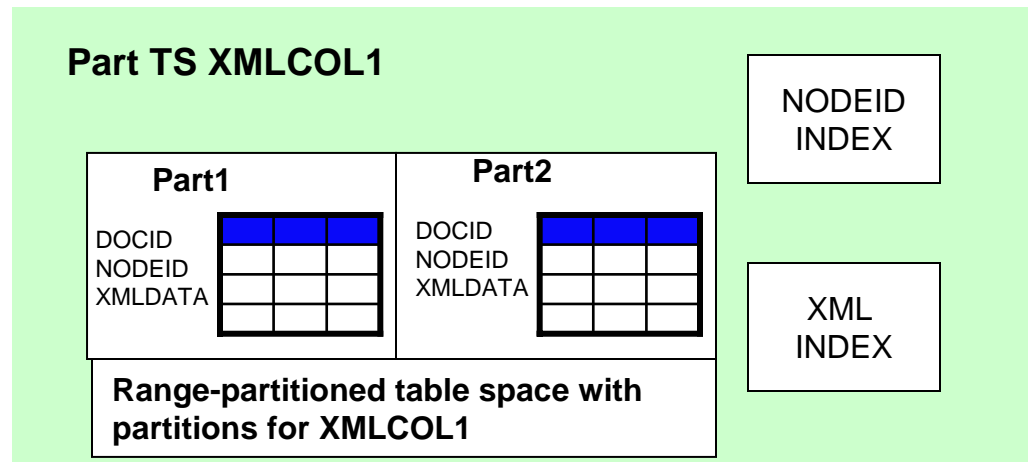 Part TS XMLCOL1
NODEID
INDEX
Part1
Part2
DOCID
NODEID
XMLDATA
DOCID
NODEID
XMLDATA
XML
INDEX
Range-partitioned table space with
partitions for XMLCOL1